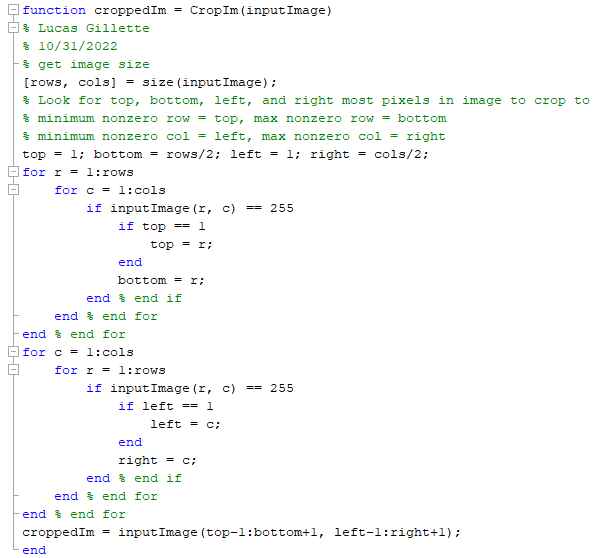 function croppedIm = CropIm(inputImage)
% Lucas Gillette
% 10/31/2022
% get image size
[rows, cols] = size(inputImage);
% Look for top, bottom, left, and right most pixels in image to crop to
% minimum nonzero row = top, max nonzero row = bottom
% minimum nonzero col = left, max nonzero col = right
top = 1; bottom = rows/2; left = 1; right = cols/2;
for r = 1:rows
    for c = 1:cols
        if inputImage(r, c) == 255
            if top == 1
                top = r;
            end
            bottom = r;
        end % end if
    end % end for
end % end for
for c = 1:cols
    for r = 1:rows
        if inputImage(r, c) == 255
            if left == 1
                left = c;
            end
            right = c;
        end % end if
    end % end for
end % end for
croppedIm = inputImage(top-1:bottom+1, left-1:right+1);
end